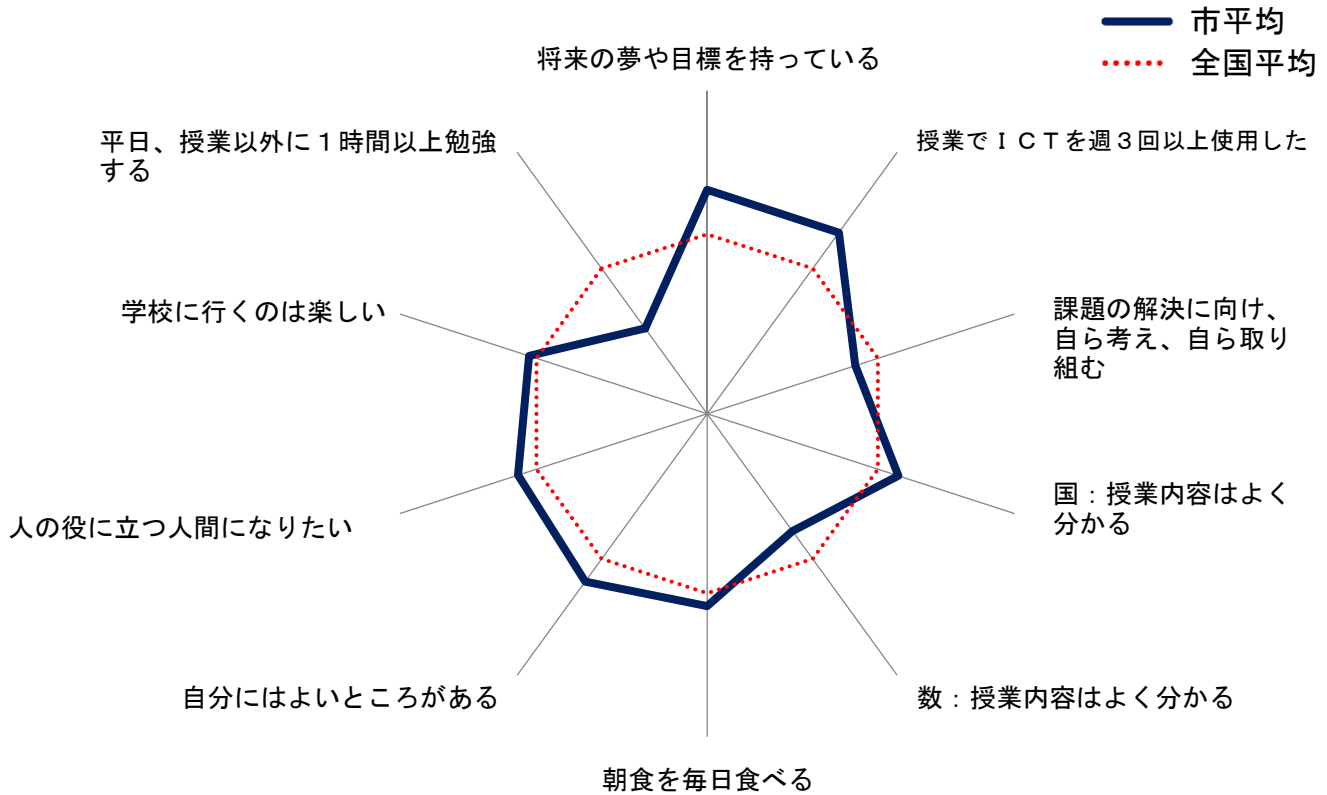 市平均
全国平均
将来の夢や目標を持っている
授業でＩＣＴを週３回以上使用した
課題の解決に向け、
自ら考え、自ら取り
組む
国：授業内容はよく
分かる
数：授業内容はよく分かる
朝食を毎日食べる
自分にはよいところがある
人の役に立つ人間になりたい
学校に行くのは楽しい
平日、授業以外に１時間以上勉強
する